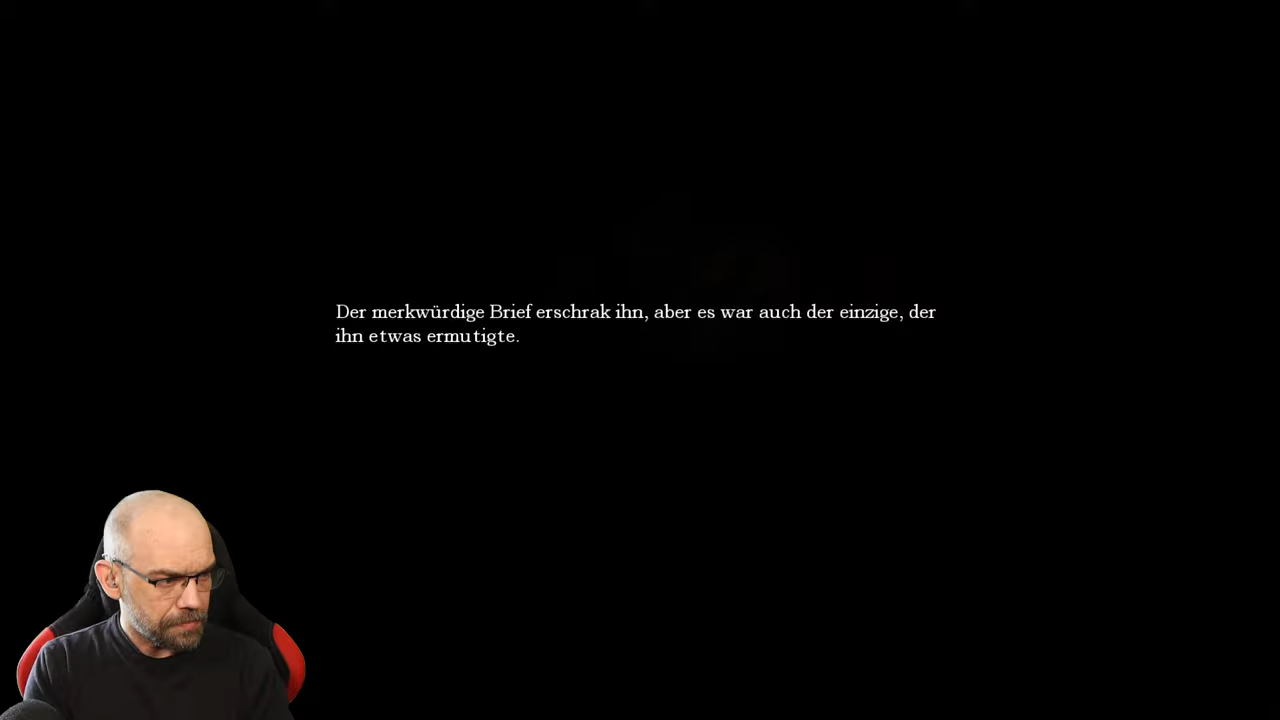 Der merkwürdige Brief erschrak ihn, aber es war auch der einzige, der
ihn etwas ermutigte.